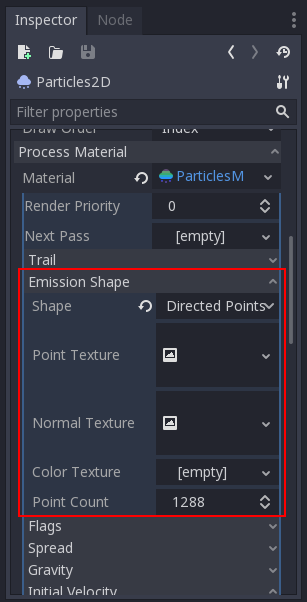 Inspector Node
Particles2D
Filter properties
Draw Order Index
Process Material
Material ParticlesM
Render Priority 0
Next Pass [empty]
Trail
Emission Shape
Shape Directed Points
Point Texture
Normal Texture
Color Texture [empty]
Point Count 1288
Flags
Spread
Gravity
Initial Velocity